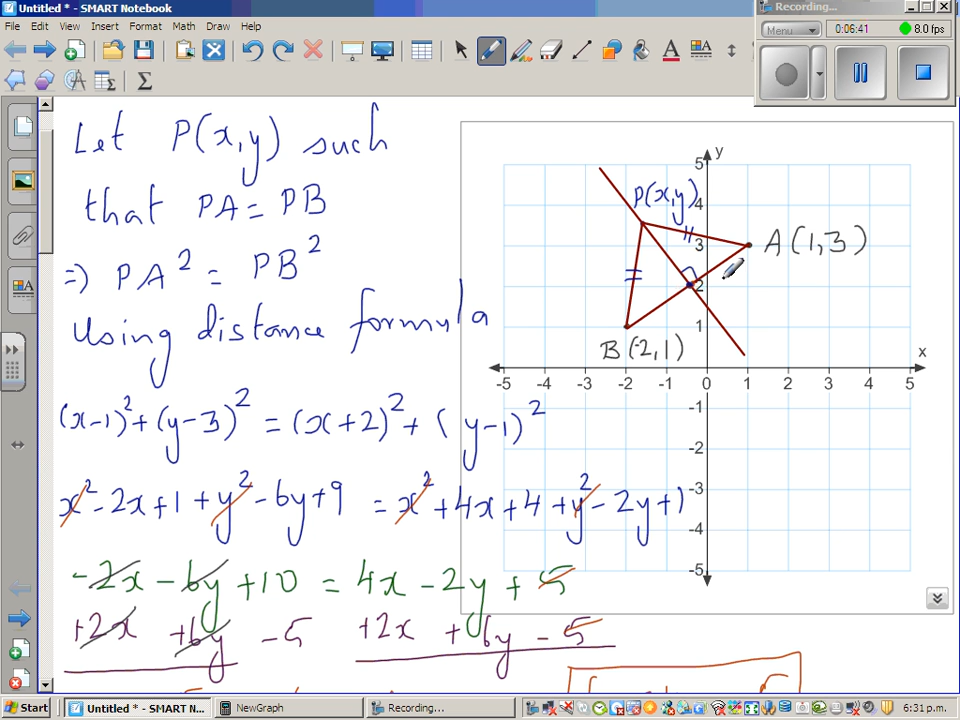 Untitled * - SMART Notebook
Recording...
File Edit View Insert Format Tools Draw Help
Menu
0:06:41
8.0 fps
Let P(x,y) such
that PA = PB
=) PA² = PB²
Using distance formula
(x-1)² + (y-3)² = (x+2)² + (y-1)²
x² - 2x + 1 + y² - 6y + 9 = x² + 4x + 4 + y² - 2y + 1
-2x - 6y + 10 = 4x - 2y + 5
+2x +6y - 5 +2x + 6y - 5
y
5
P(x,y)
4
3
A (1,3)
2
1
B (-2,1)
x
-5 -4 -3 -2 -1 0 1 2 3 4 5
-1
-2
-3
-4
-5
Start
Untitled * - SMART N...
NewGraph
Recording...
6:31 p.m.